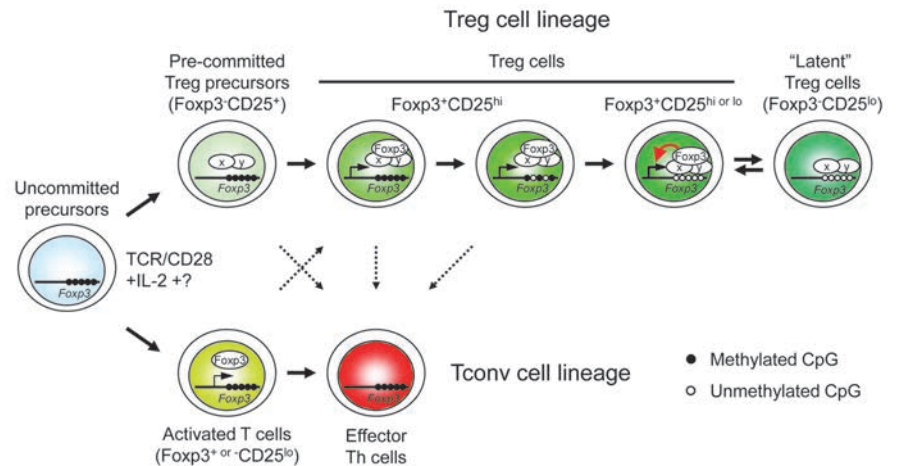 Treg cell lineage
Pre-committed
Treg precursors
(Foxp3⁻CD25⁺)
Treg cells
Foxp3⁺CD25ʰⁱ
Foxp3⁺CD25ʰⁱ ᵒʳ ˡᵒ
“Latent”
Treg cells
(Foxp3⁻CD25ˡᵒ)
x y
Foxp3
Foxp3
x y
Foxp3
Foxp3
x y
Foxp3
Foxp3
x y
Foxp3
x y
Foxp3
Uncommitted
precursors
Foxp3
TCR/CD28
+IL-2 +?
Foxp3
Foxp3
Activated T cells
(Foxp3⁺ ᵒʳ ⁻CD25ˡᵒ)
Foxp3
Effector
Th cells
Tconv cell lineage
Methylated CpG
Unmethylated CpG